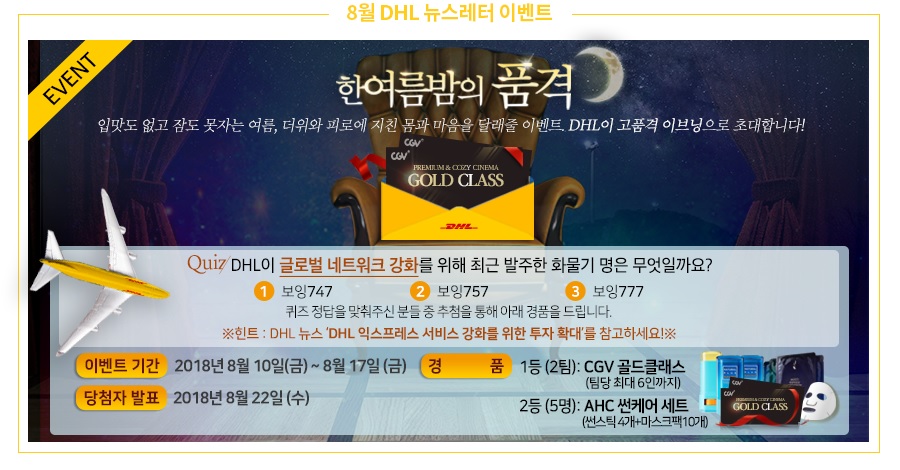 8월 DHL 뉴스레터 이벤트
EVENT
한여름밤의 품격
입맛도 없고 잠도 못자는 여름, 더위와 피로에 지친 몸과 마음을 달래줄 이벤트. DHL이 고품격 이브닝으로 초대합니다!
CGV
CGV
PREMIUM & COZY CINEMA
GOLD CLASS
DHL
Quiz DHL이 글로벌 네트워크 강화를 위해 최근 발주한 화물기 명은 무엇일까요?
1 보잉747 2 보잉757 3 보잉777
퀴즈 정답을 맞춰주신 분들 중 추첨을 통해 아래 경품을 드립니다.
※힌트 : DHL 뉴스 ‘DHL 익스프레스 서비스 강화를 위한 투자 확대’를 참고하세요!※
이벤트 기간 2018년 8월 10일(금) ~ 8월 17일 (금)
당첨자 발표 2018년 8월 22일 (수)
경 품 1등 (2팀): CGV 골드클래스
(팀당 최대 6인까지)
2등 (5명): AHC 썬케어 세트
(썬스틱 4개+마스크팩10개)
CGV
CGV
PREMIUM & COZY CINEMA
GOLD CLASS